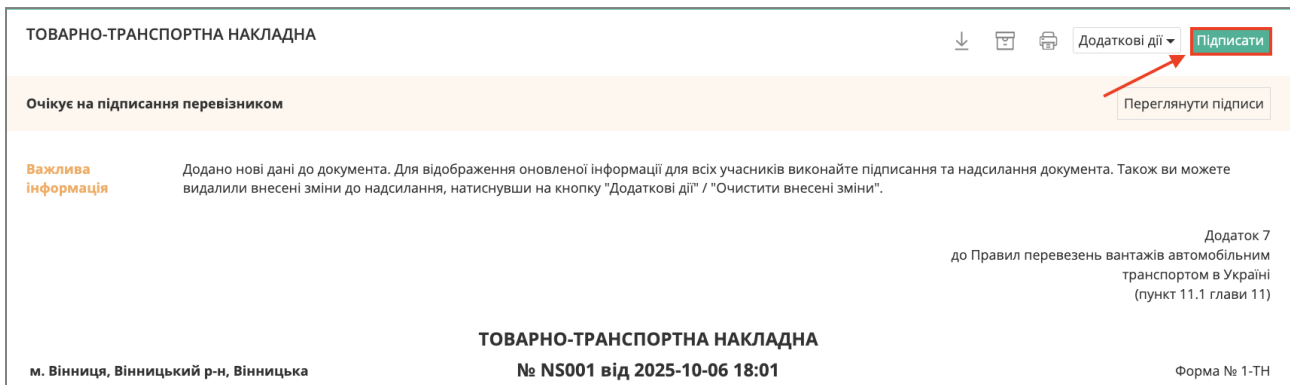 ТОВАРНО-ТРАНСПОРТНА НАКЛАДНА
Додаткові дії
Підписати
Очікує на підписання перевізником
Переглянути підписи
Важлива
інформація
Додано нові дані до документа. Для відображення оновленої інформації для всіх учасників виконайте підписання та надсилання документа. Також ви можете
видалили внесені зміни до надсилання, натиснувши на кнопку "Додаткові дії" / "Очистити внесені зміни".
Додаток 7
до Правил перевезень вантажів автомобільним
транспортом в Україні
(пункт 11.1 глави 11)
ТОВАРНО-ТРАНСПОРТНА НАКЛАДНА
м. Вінниця, Вінницький р-н, Вінницька
№ NS001 від 2025-10-06 18:01
Форма № 1-ТН